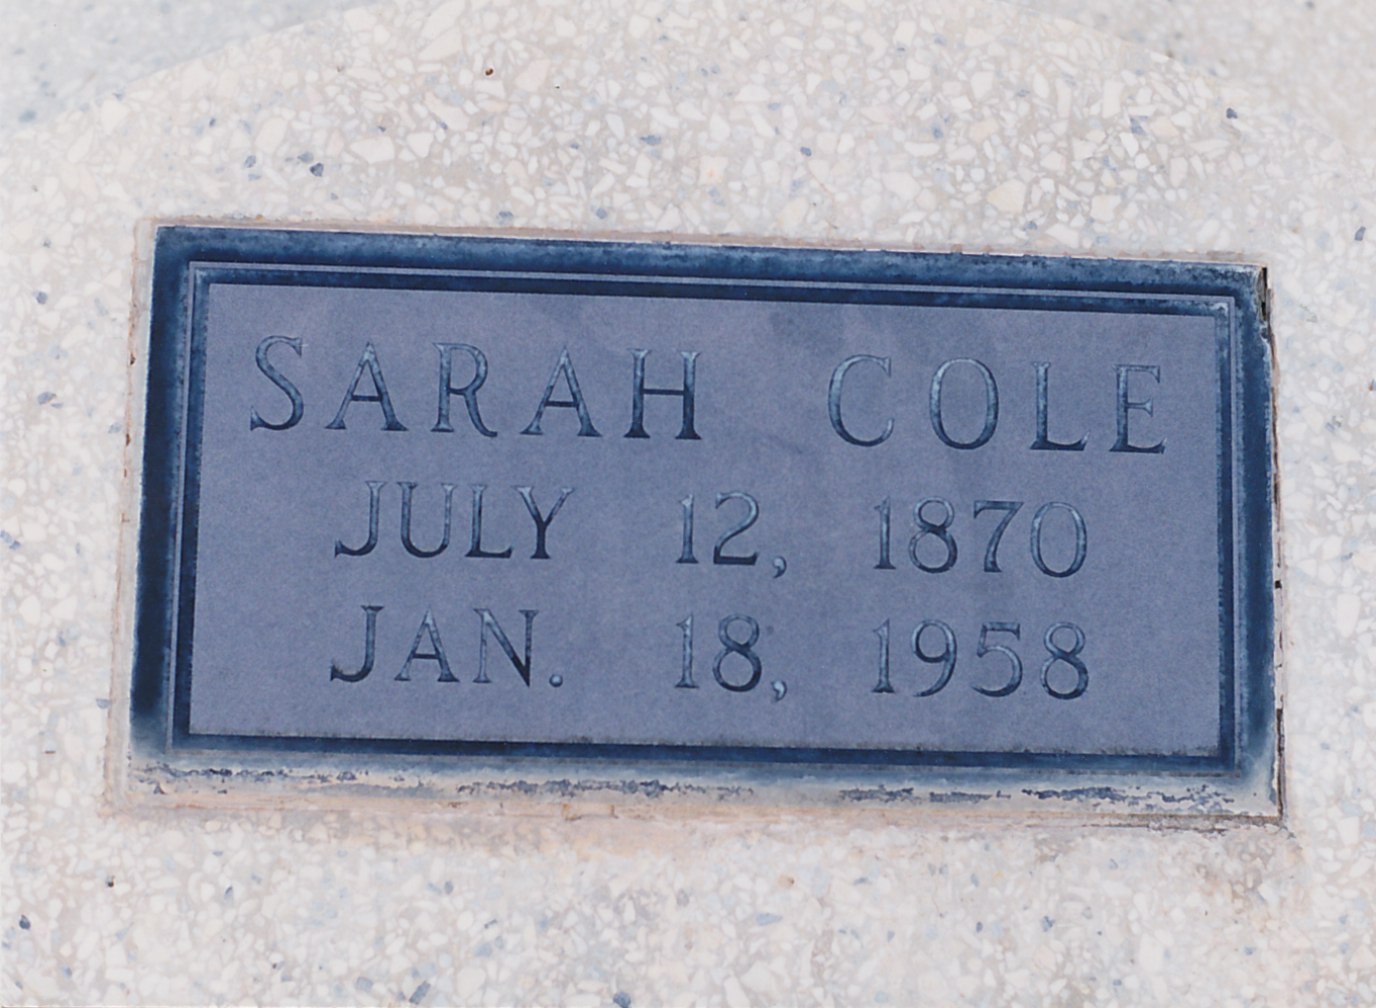 SARAH COLE
JULY 12, 1870
JAN. 18, 1958